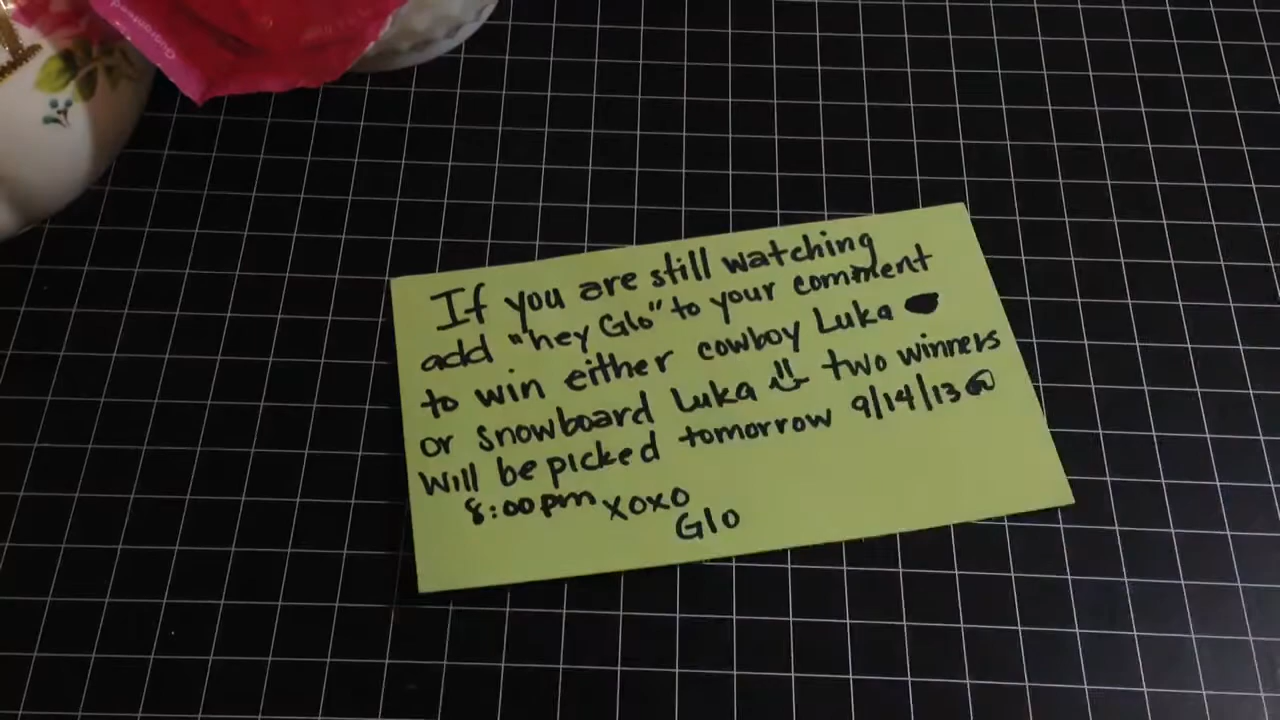 If you are still watching
add "hey Glo" to your comment
to win either cowboy Luka
or snowboard Luka two winners
will be picked tomorrow 9/14/13 @
8:00pm xoxo
Glo